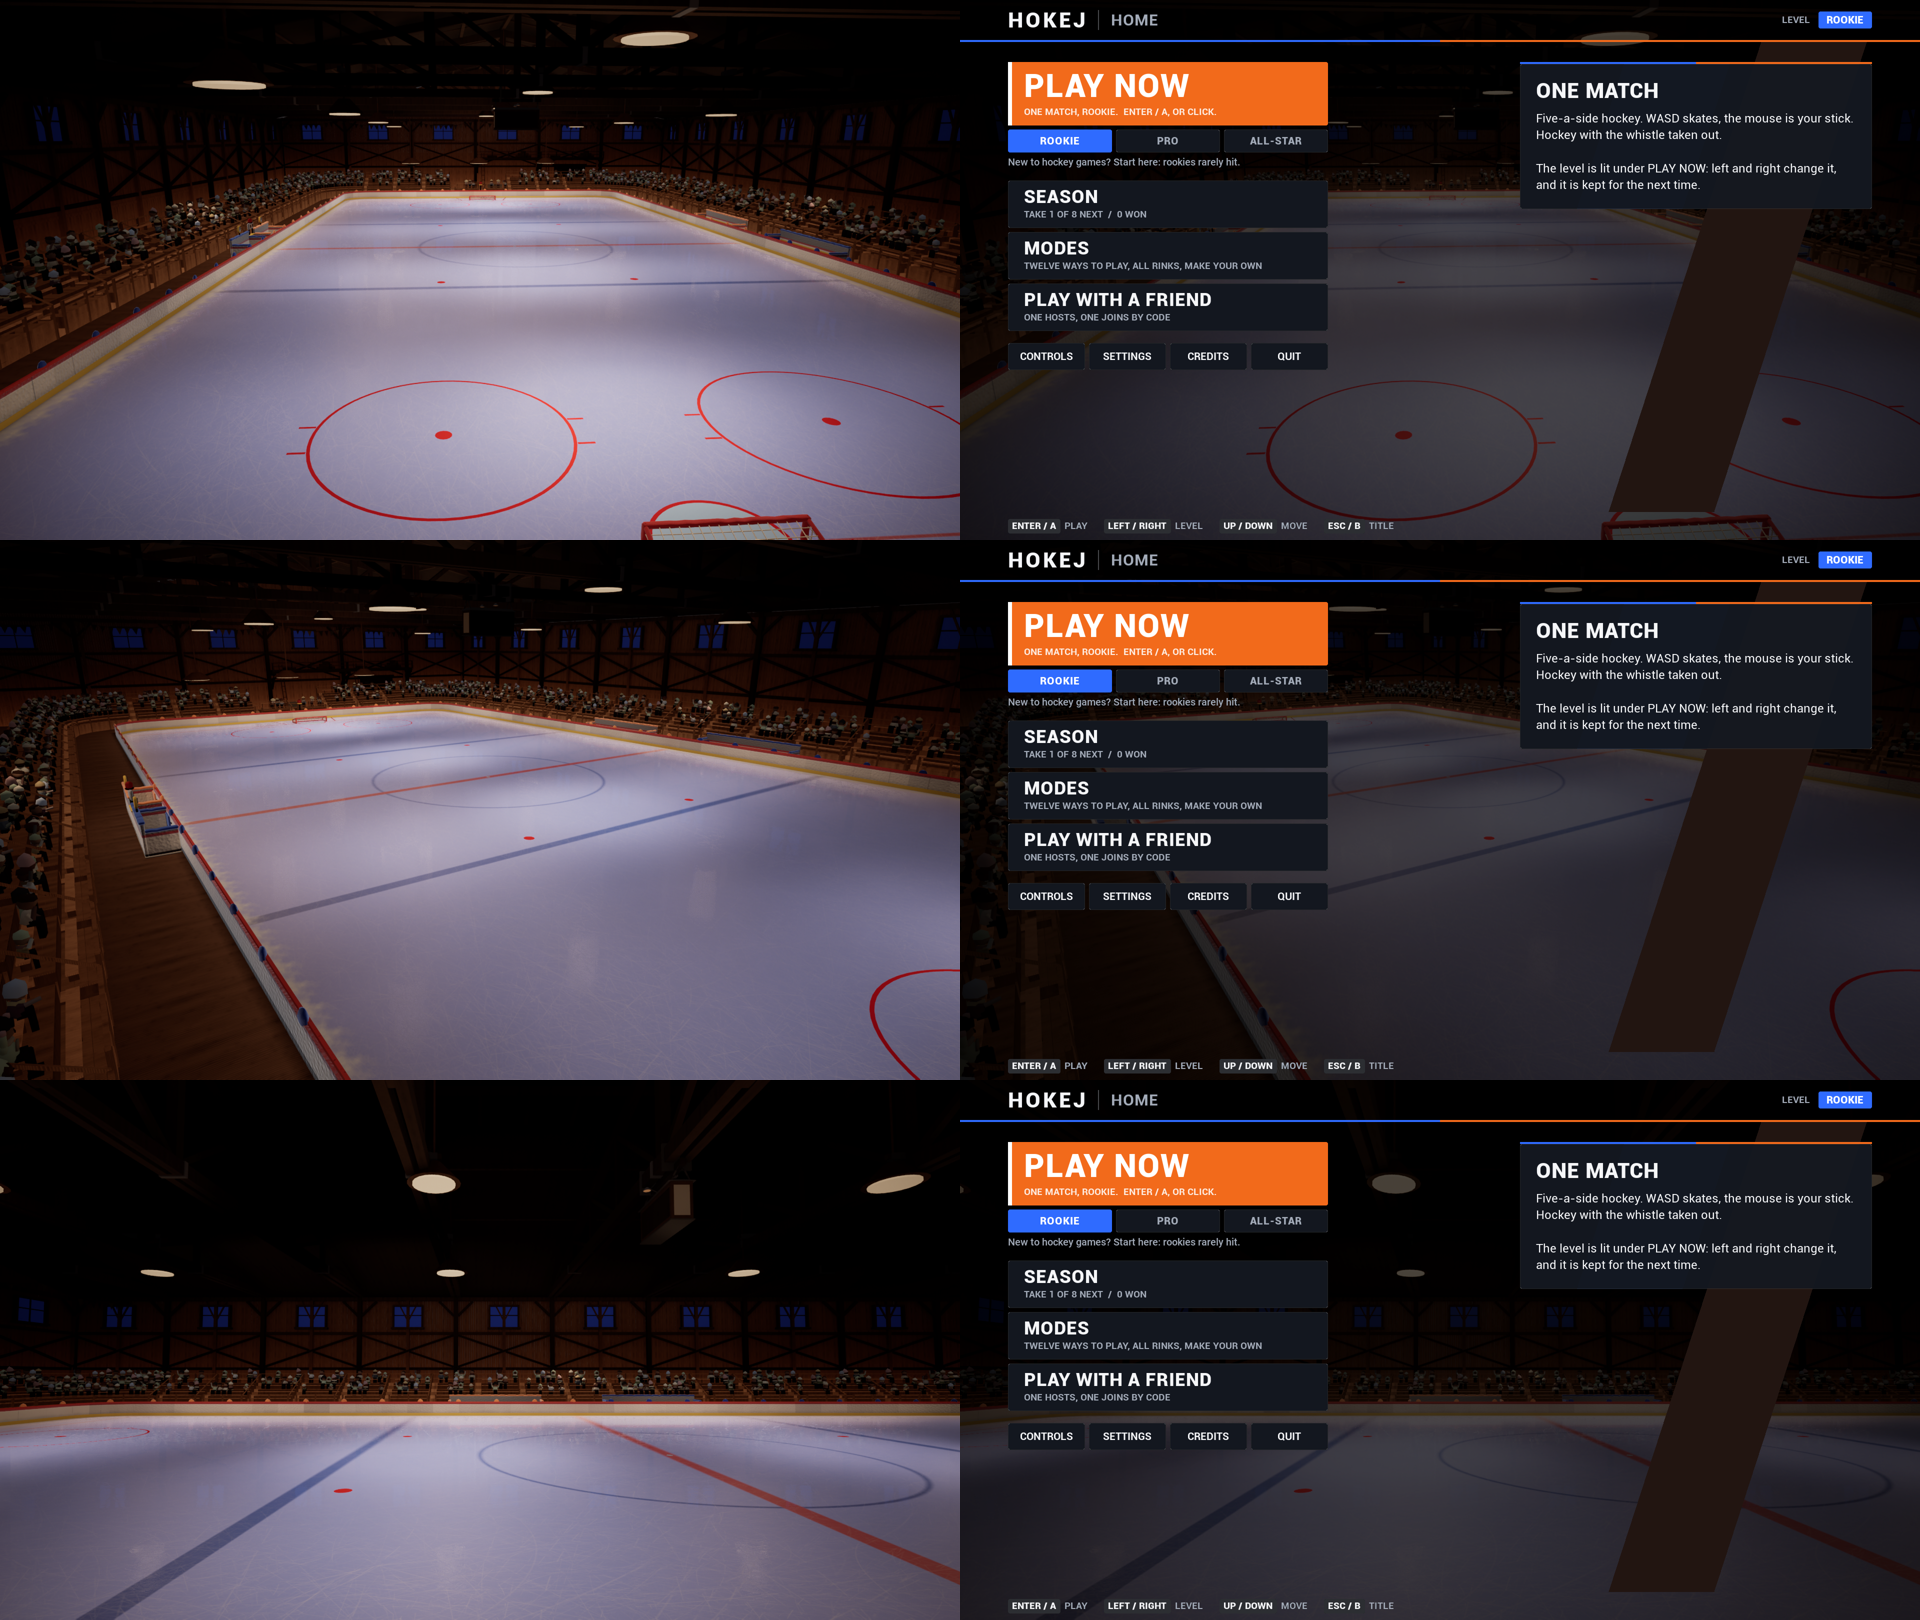 HOKEJ HOME LEVEL ROOKIE
PLAY NOW
ONE MATCH, ROOKIE. ENTER / A, OR CLICK.
ROOKIE PRO ALL-STAR
New to hockey games? Start here: rookies rarely hit.
SEASON
TAKE 1 OF 8 NEXT / 0 WON
MODES
TWELVE WAYS TO PLAY, ALL RINKS, MAKE YOUR OWN
PLAY WITH A FRIEND
ONE HOSTS, ONE JOINS BY CODE
CONTROLS SETTINGS CREDITS QUIT
ONE MATCH
Five-a-side hockey. WASD skates, the mouse is your stick.
Hockey with the whistle taken out.
The level is lit under PLAY NOW: left and right change it,
and it is kept for the next time.
ENTER / A PLAY LEFT / RIGHT LEVEL UP / DOWN MOVE ESC / B TITLE
HOKEJ HOME LEVEL ROOKIE
PLAY NOW
ONE MATCH, ROOKIE. ENTER / A, OR CLICK.
ROOKIE PRO ALL-STAR
New to hockey games? Start here: rookies rarely hit.
SEASON
TAKE 1 OF 8 NEXT / 0 WON
MODES
TWELVE WAYS TO PLAY, ALL RINKS, MAKE YOUR OWN
PLAY WITH A FRIEND
ONE HOSTS, ONE JOINS BY CODE
CONTROLS SETTINGS CREDITS QUIT
ONE MATCH
Five-a-side hockey. WASD skates, the mouse is your stick.
Hockey with the whistle taken out.
The level is lit under PLAY NOW: left and right change it,
and it is kept for the next time.
ENTER / A PLAY LEFT / RIGHT LEVEL UP / DOWN MOVE ESC / B TITLE
HOKEJ HOME LEVEL ROOKIE
PLAY NOW
ONE MATCH, ROOKIE. ENTER / A, OR CLICK.
ROOKIE PRO ALL-STAR
New to hockey games? Start here: rookies rarely hit.
SEASON
TAKE 1 OF 8 NEXT / 0 WON
MODES
TWELVE WAYS TO PLAY, ALL RINKS, MAKE YOUR OWN
PLAY WITH A FRIEND
ONE HOSTS, ONE JOINS BY CODE
CONTROLS SETTINGS CREDITS QUIT
ONE MATCH
Five-a-side hockey. WASD skates, the mouse is your stick.
Hockey with the whistle taken out.
The level is lit under PLAY NOW: left and right change it,
and it is kept for the next time.
ENTER / A PLAY LEFT / RIGHT LEVEL UP / DOWN MOVE ESC / B TITLE